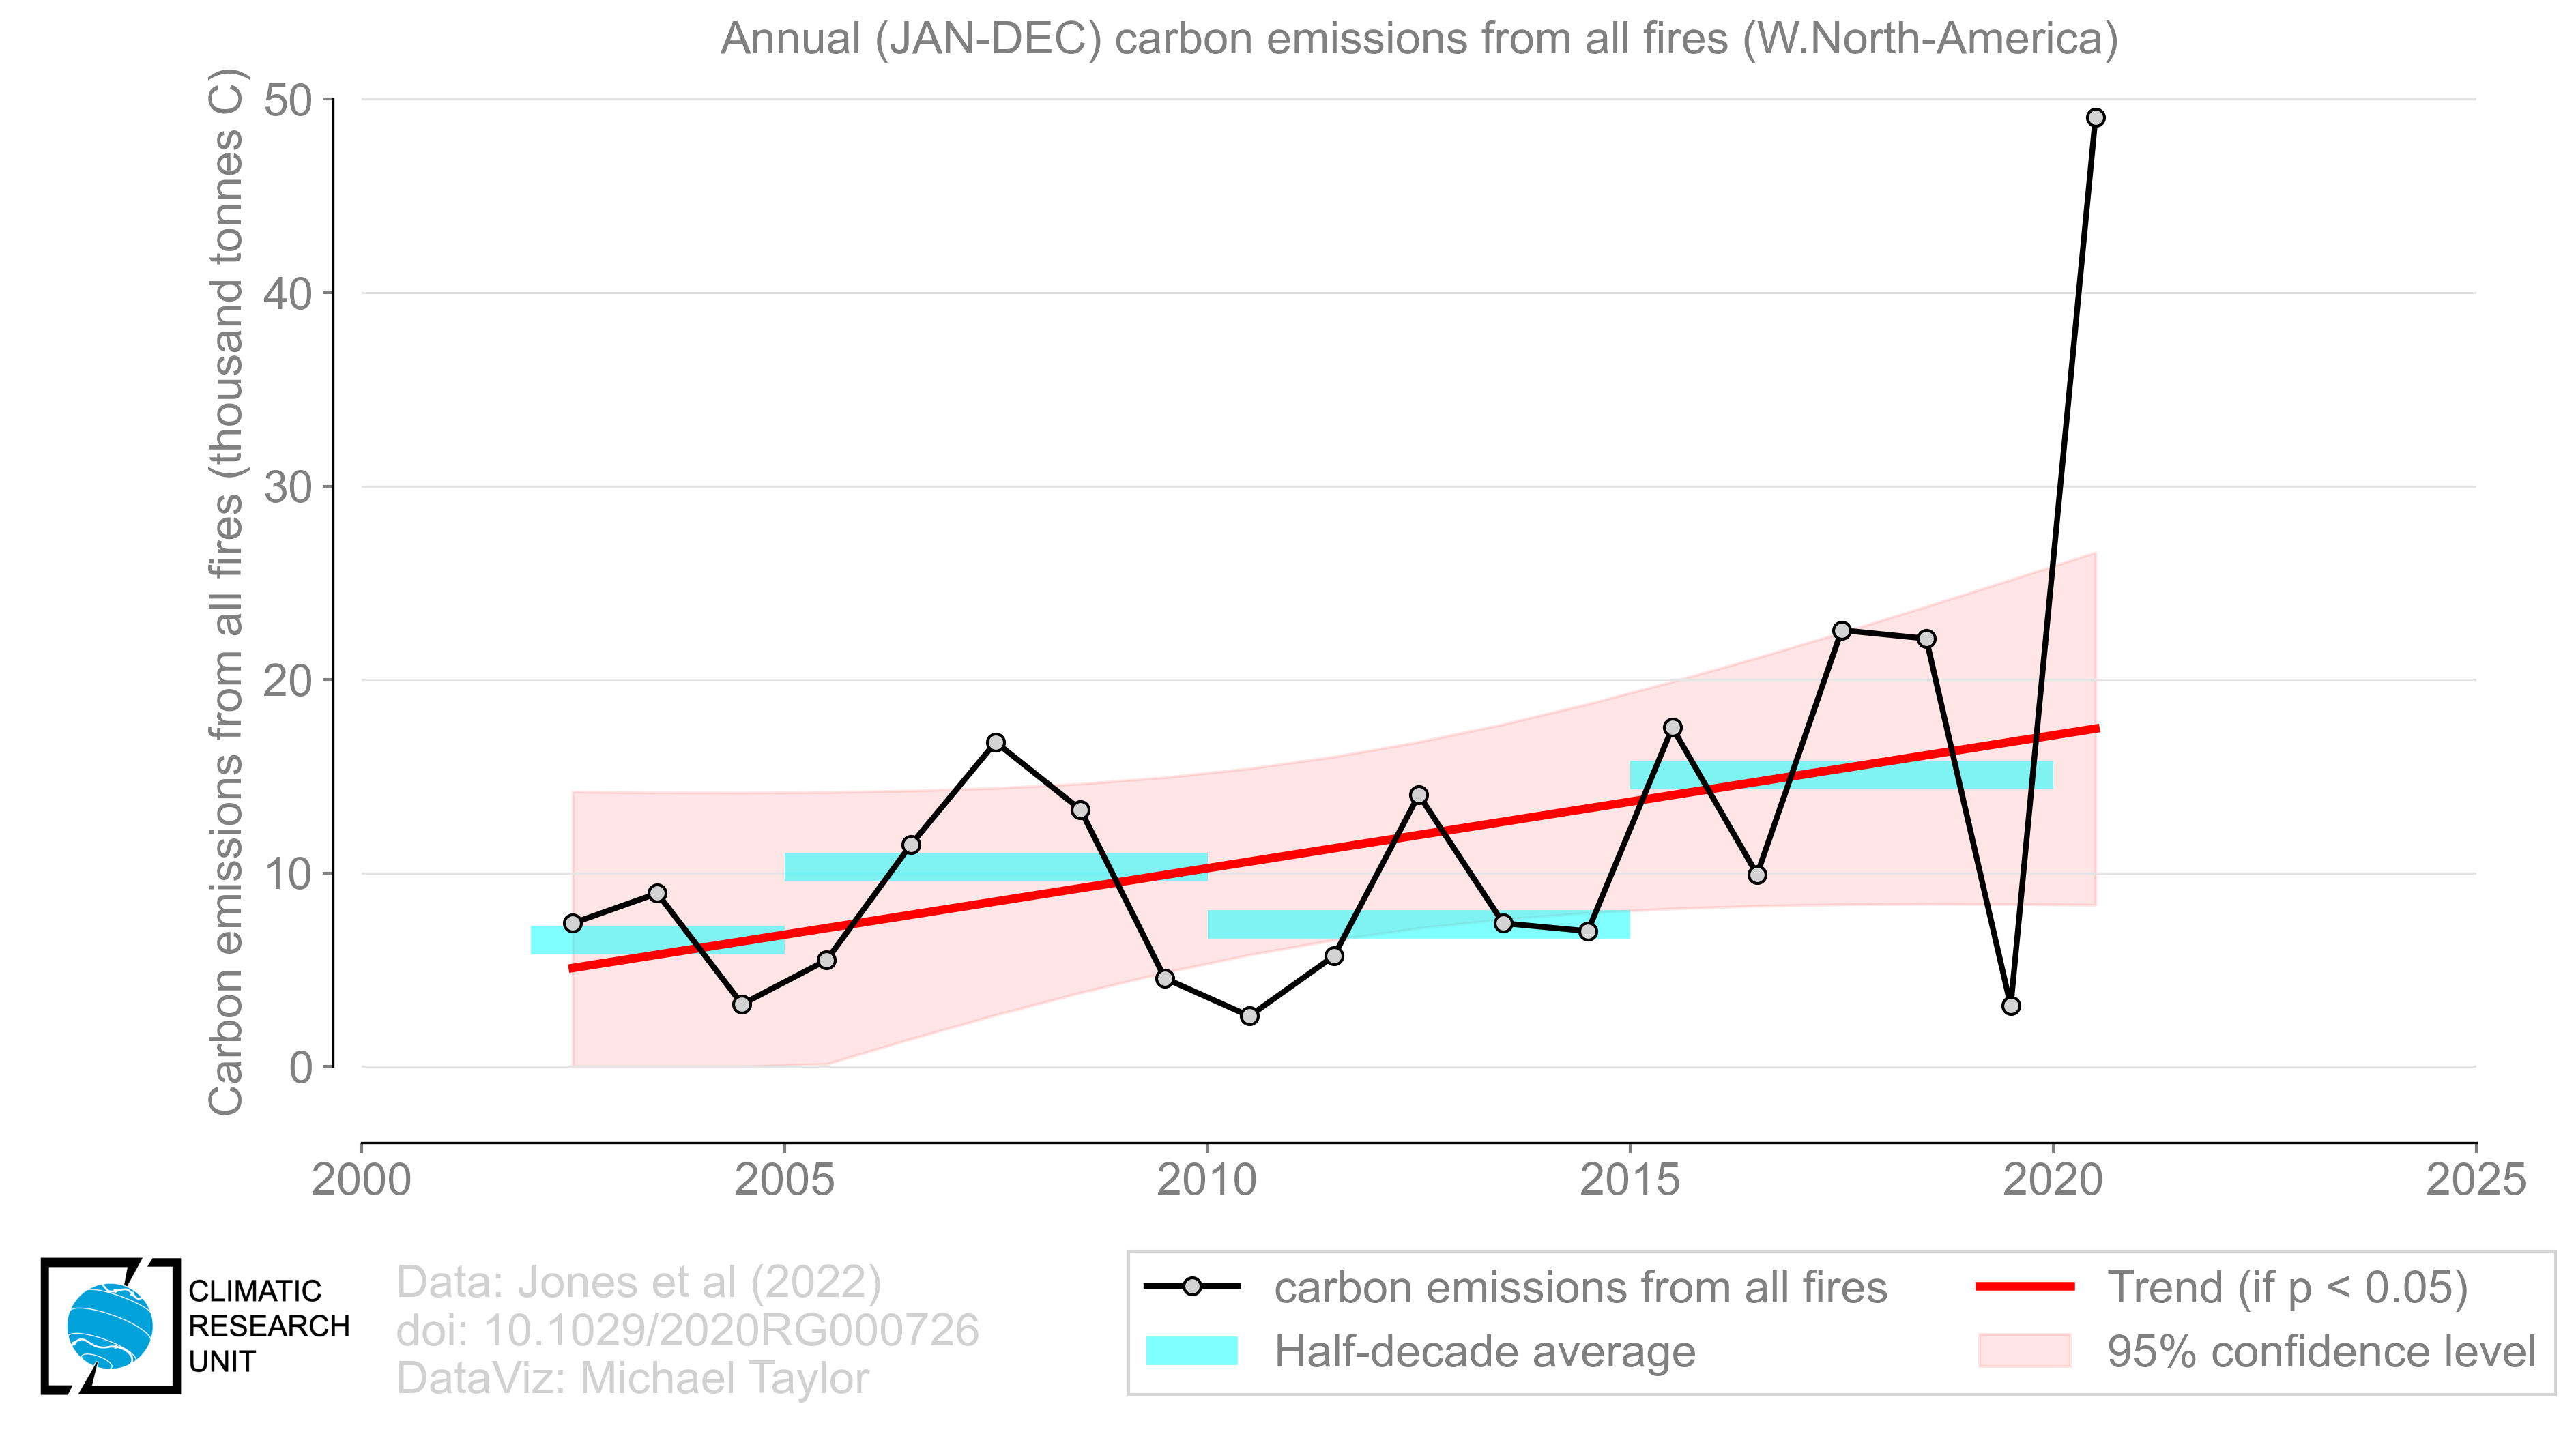 Annual (JAN-DEC) carbon emissions from all fires (W.North-America)
Carbon emissions from all fires (thousand tonnes C)
50
40
30
20
10
0
2000
2005
2010
2015
2020
2025
CLIMATIC
RESEARCH
UNIT
Data: Jones et al (2022)
doi: 10.1029/2020RG000726
DataViz: Michael Taylor
carbon emissions from all fires
Half-decade average
Trend (if p < 0.05)
95% confidence level